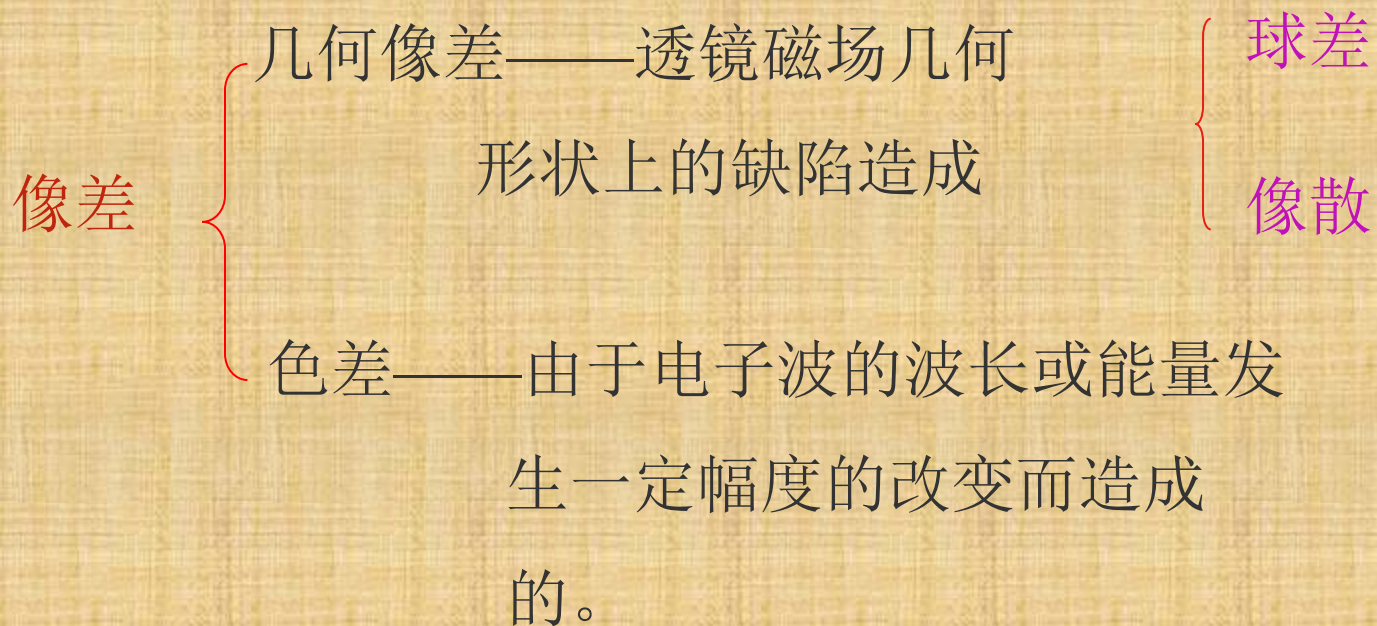 几何像差——透镜磁场几何
形状上的缺陷造成
球差
像散
像差
色差——由于电子波的波长或能量发
生一定幅度的改变而造成
的。